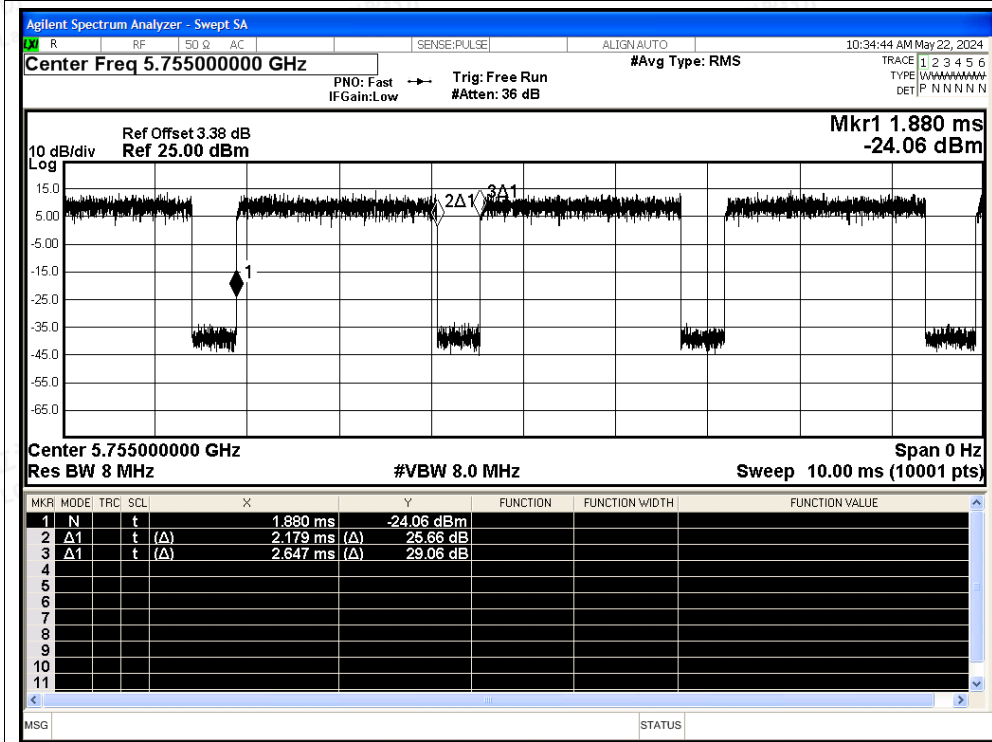 Agilent Spectrum Analyzer - Swept SA
LXI R RF 50 Ω AC SENSE:PULSE ALIGN AUTO 10:34:44 AM May 22, 2024
Center Freq 5.755000000 GHz #Avg Type: RMS TRACE 1 2 3 4 5 6
PNO: Fast Trig: Free Run TYPE W
IFGain:Low #Atten: 36 dB DET P N N N N N
Mkr1 1.880 ms
Ref Offset 3.38 dB
10 dB/div Ref 25.00 dBm -24.06 dBm
Log
15.0
5.00
-5.00
-15.0
-25.0
-35.0
-45.0
-55.0
-65.0
1
2Δ1
3Δ1
Center 5.755000000 GHz Span 0 Hz
Res BW 8 MHz #VBW 8.0 MHz Sweep 10.00 ms (10001 pts)
MKR MODE TRC SCL X Y FUNCTION FUNCTION WIDTH FUNCTION VALUE
1 N t 1.880 ms -24.06 dBm
2 Δ1 t (Δ) 2.179 ms (Δ) 25.66 dB
3 Δ1 t (Δ) 2.647 ms (Δ) 29.06 dB
4
5
6
7
8
9
10
11
MSG STATUS